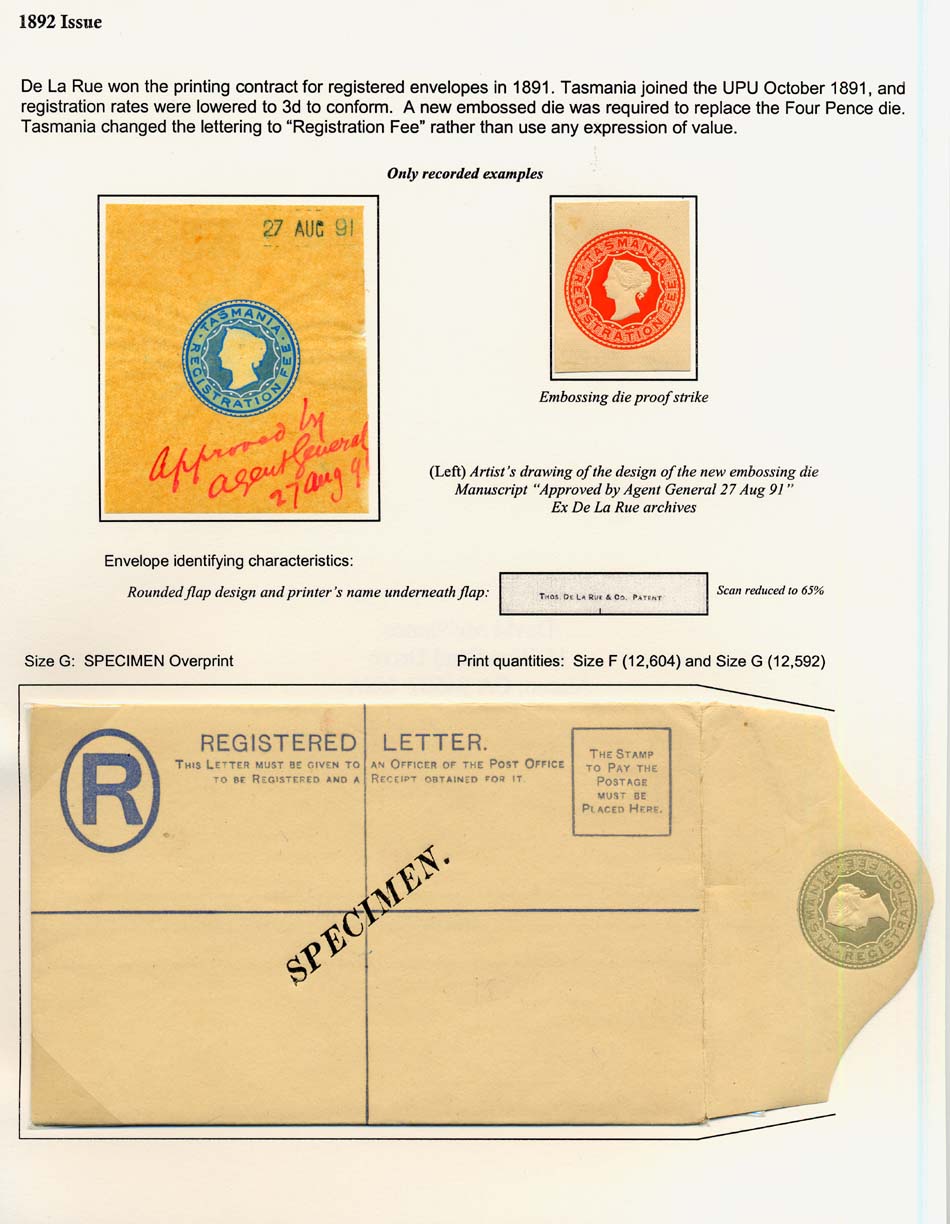 1892 Issue
De La Rue won the printing contract for registered envelopes in 1891. Tasmania joined the UPU October 1891, and
registration rates were lowered to 3d to conform. A new embossed die was required to replace the Four Pence die.
Tasmania changed the lettering to “Registration Fee” rather than use any expression of value.
Only recorded examples
27 AUG 91
TASMANIA
REGISTRATION FEE
Approved by
Agent General
27 Aug 91
TASMANIA
REGISTRATION FEE
Embossing die proof strike
(Left) Artist’s drawing of the design of the new embossing die
Manuscript “Approved by Agent General 27 Aug 91”
Ex De La Rue archives
Envelope identifying characteristics:
Rounded flap design and printer’s name underneath flap:
THOS. DE LA RUE & CO. PATENT
Scan reduced to 65%
Size G: SPECIMEN Overprint
Print quantities: Size F (12,604) and Size G (12,592)
R
REGISTERED LETTER.
THIS LETTER MUST BE GIVEN TO AN OFFICER OF THE POST OFFICE
TO BE REGISTERED AND A RECEIPT OBTAINED FOR IT.
THE STAMP
TO PAY THE
POSTAGE
MUST BE
PLACED HERE.
SPECIMEN.
TASMANIA
REGISTRATION FEE